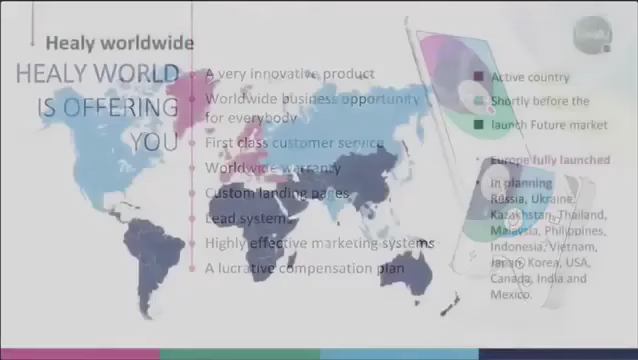 Healy worldwide
HEALY WORLD
IS OFFERING
YOU
A very innovative product
Worldwide business opportunity
for everybody
First class customer service
Worldwide warranty
Custom landing pages
Lead systems
Highly effective marketing systems
A lucrative compensation plan
Active country
Shortly before the
launch Future market
Europe fully launched
In planning
Russia, Ukraine,
Kazakhstan, Thailand,
Malaysia, Philippines,
Indonesia, Vietnam,
Japan, Korea, USA,
Canada, India and
Mexico.